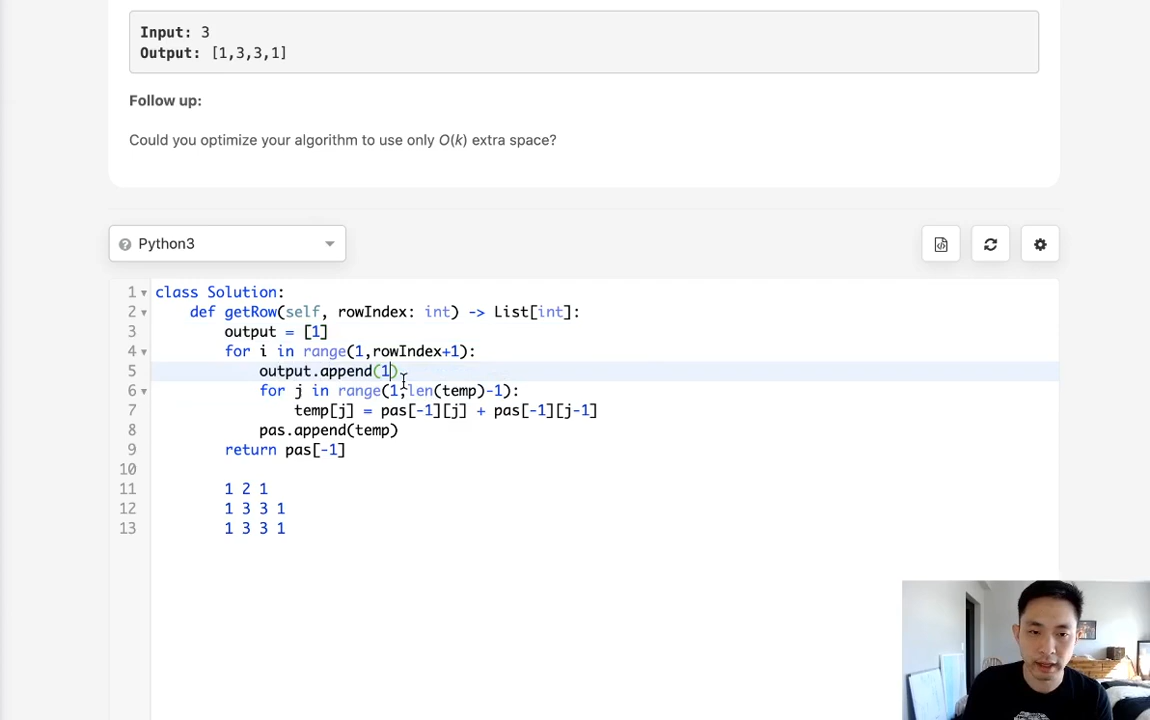 Input: 3
Output: [1,3,3,1]
Follow up:
Could you optimize your algorithm to use only O(k) extra space?
Python3
1 class Solution:
2 def getRow(self, rowIndex: int) -> List[int]:
3 output = [1]
4 for i in range(1,rowIndex+1):
5 output.append(1)
6 for j in range(1,len(temp)-1):
7 temp[j] = pas[-1][j] + pas[-1][j-1]
8 pas.append(temp)
9 return pas[-1]
10
11 1 2 1
12 1 3 3 1
13 1 3 3 1